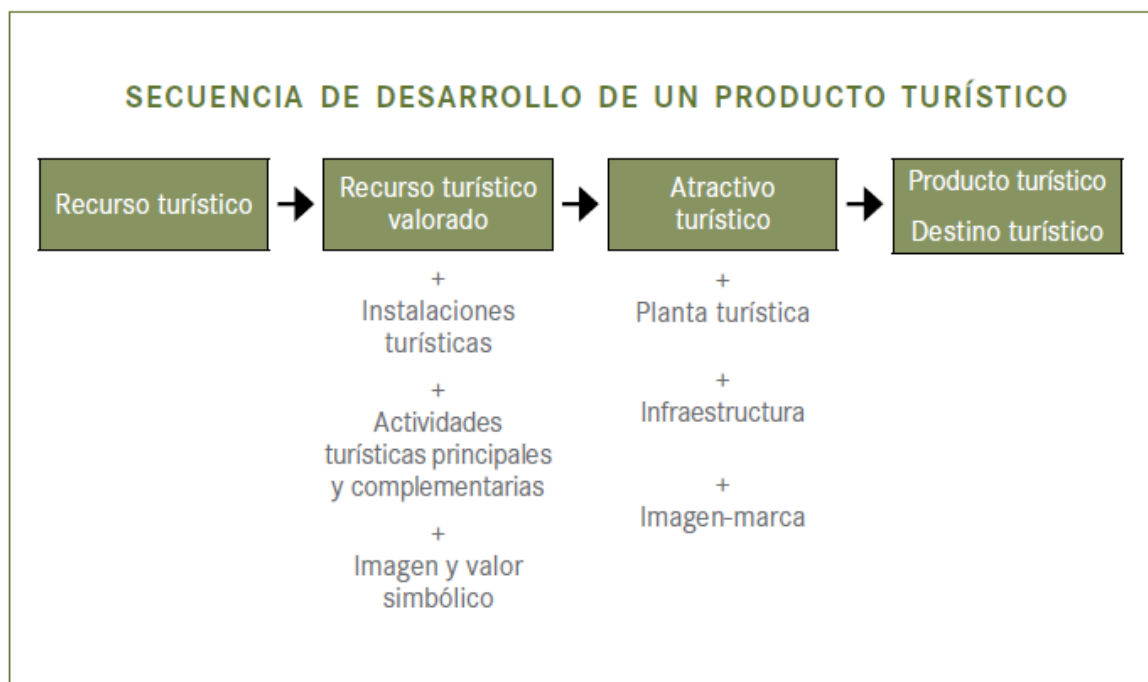 SECUENCIA DE DESARROLLO DE UN PRODUCTO TURÍSTICO
Recurso turístico
Recurso turístico
valorado
+
Instalaciones
turísticas
+
Actividades
turísticas principales
y complementarias
+
Imagen y valor
simbólico
Atractivo
turístico
+
Planta turística
+
Infraestructura
+
Imagen-marca
Producto turístico
Destino turístico